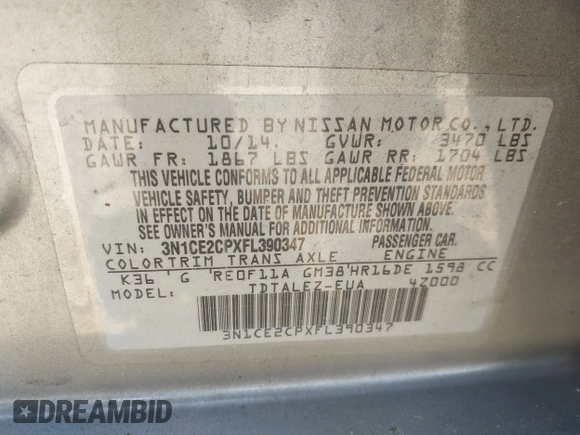 MANUFACTURED BY NISSAN MOTOR CO., LTD.
DATE: 10/14. GVWR: 3470 LBS
GAWR FR: 1867 LBS GAWR RR: 1704 LBS
THIS VEHICLE CONFORMS TO ALL APPLICABLE FEDERAL MOTOR
VEHICLE SAFETY, BUMPER AND THEFT PREVENTION STANDARDS
IN EFFECT ON THE DATE OF MANUFACTURE SHOWN ABOVE.
SEE OWNER'S MANUAL FOR ADDITIONAL INFORMATION.
VIN: 3N1CE2CPXFL390347 PASSENGER CAR.
COLOR TRIM TRANS AXLE ENGINE
K36 ' G 'RE0F11A GM38'HR16DE 1598 CC
MODEL: TDTALEZ-EUA 4Z000
3N1CE2CPXFL390347
DREAMBID